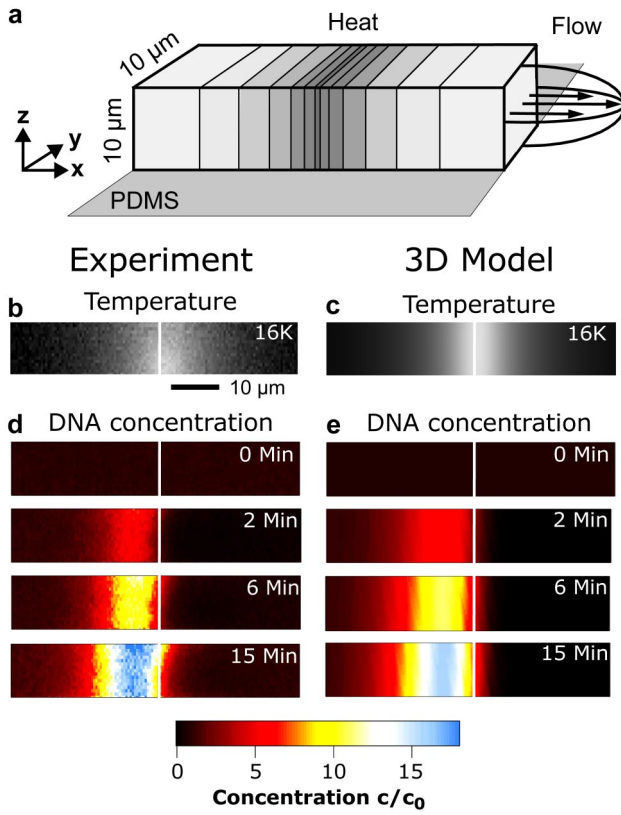 a
Heat
Flow
10 µm
10 µm
z
y
x
PDMS
Experiment
3D Model
b
Temperature
c
Temperature
16K
16K
10 µm
d
DNA concentration
e
DNA concentration
0 Min
0 Min
2 Min
2 Min
6 Min
6 Min
15 Min
15 Min
0
5
10
15
Concentration c/c₀